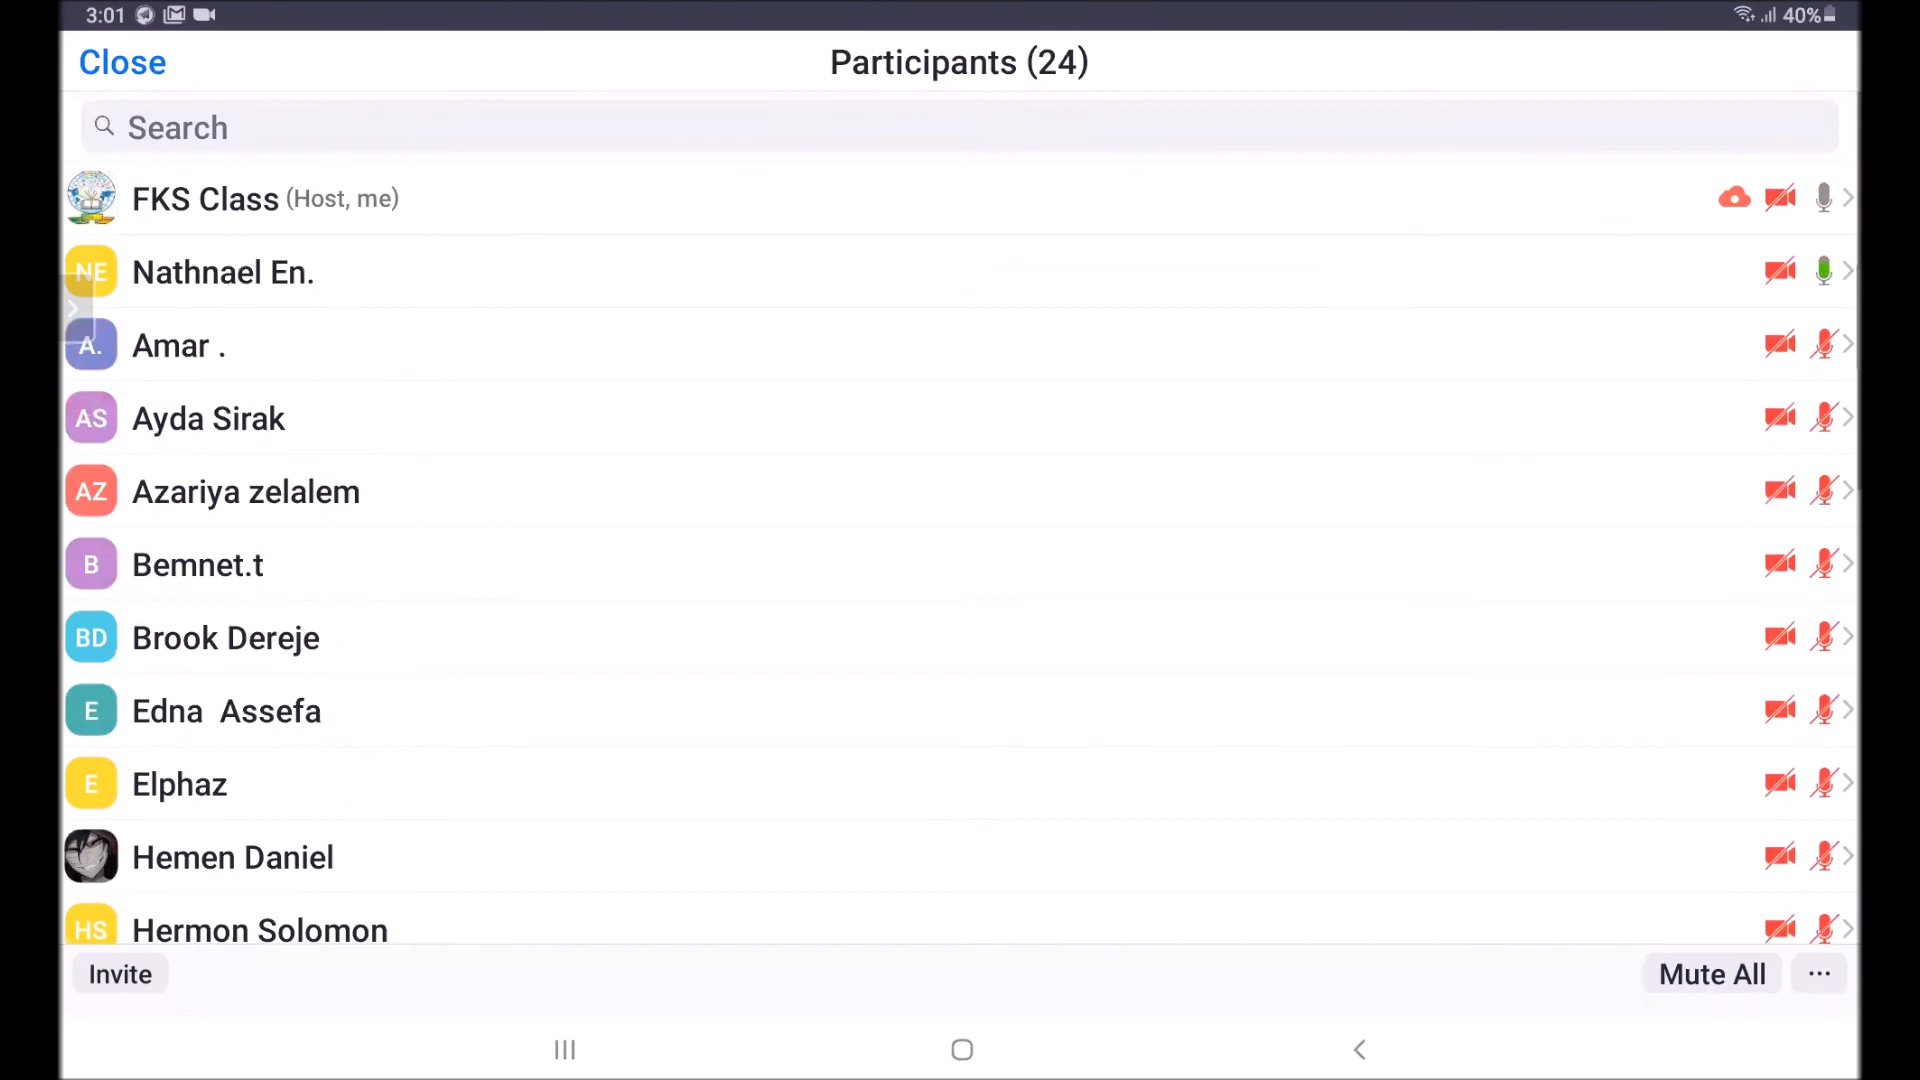 3:01 40%
Close Participants (24)
Search
FKS Class (Host, me)
NE Nathnael En.
A. Amar .
AS Ayda Sirak
AZ Azariya zelalem
B Bemnet.t
BD Brook Dereje
E Edna  Assefa
E Elphaz
Hemen Daniel
HS Hermon Solomon
Invite Mute All ...